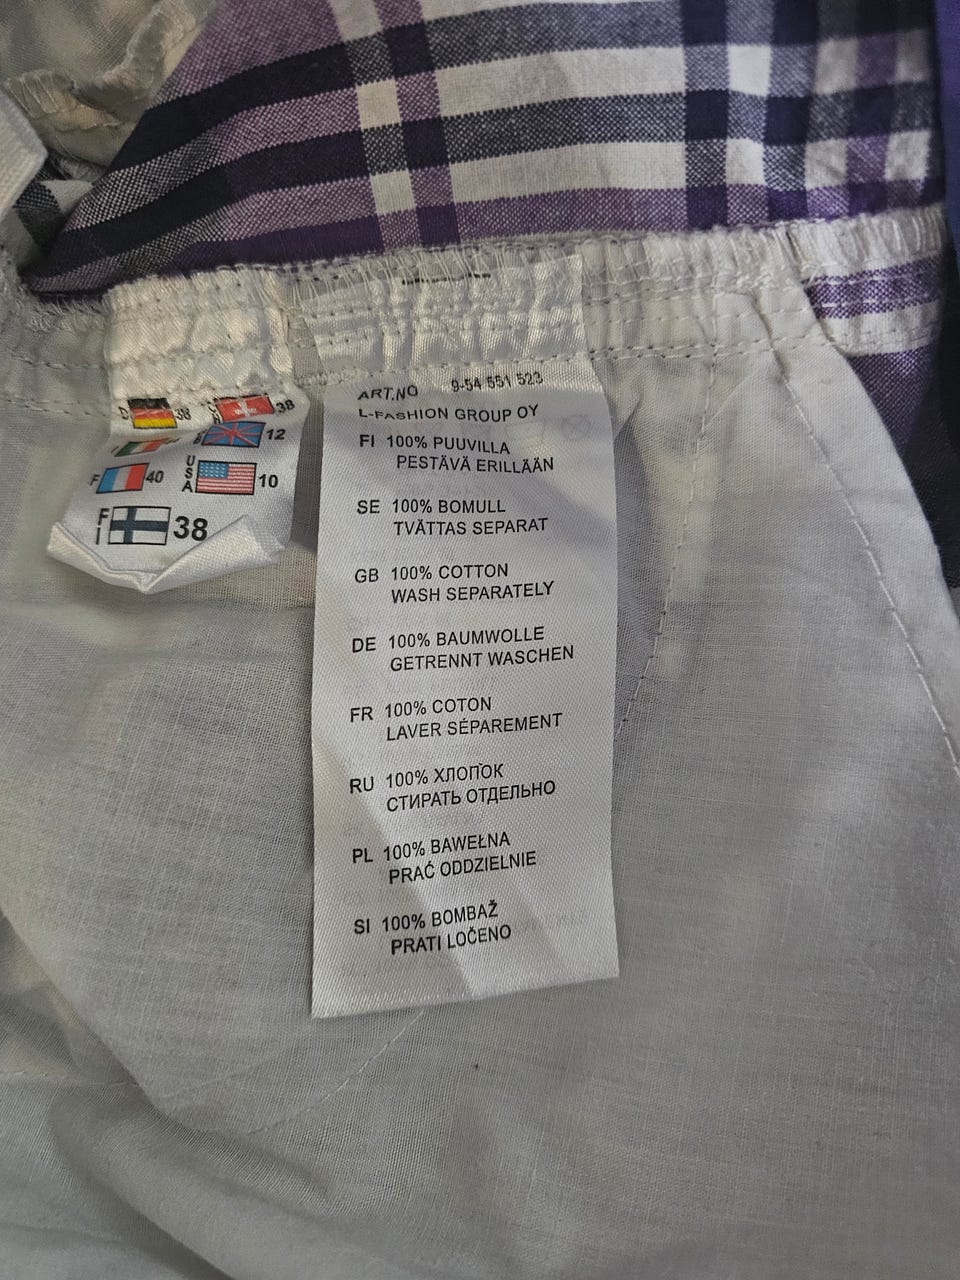 D 38
38
12
F 40
USA 10
FI 38
ART.NO 9-54 551 523
L-FASHION GROUP OY
FI 100% PUUVILLA
PESTÄVÄ ERILLÄÄN
SE 100% BOMULL
TVÄTTAS SEPARAT
GB 100% COTTON
WASH SEPARATELY
DE 100% BAUMWOLLE
GETRENNT WASCHEN
FR 100% COTON
LAVER SÉPAREMENT
RU 100% ХЛОПОК
СТИРАТЬ ОТДЕЛЬНО
PL 100% BAWEŁNA
PRAĆ ODDZIELNIE
SI 100% BOMBAŽ
PRATI LOČENO